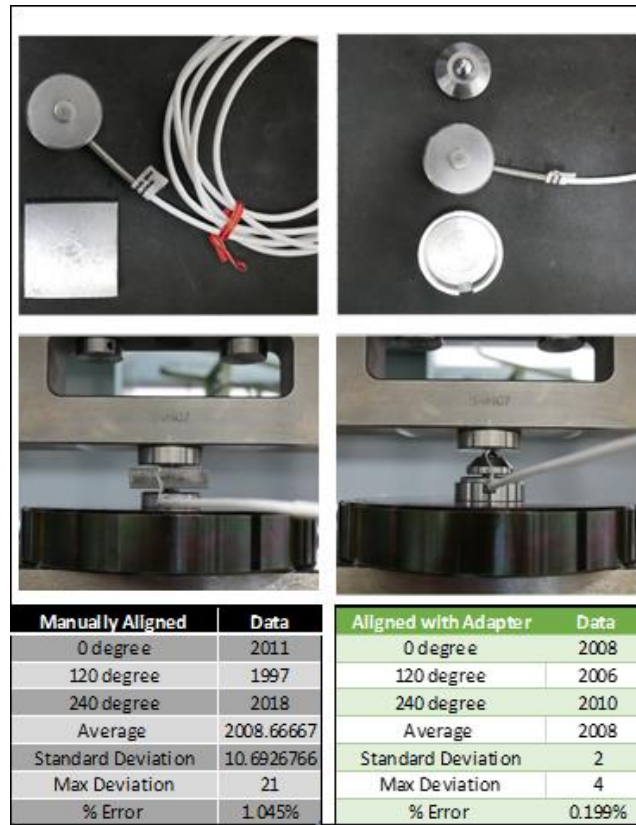 Manually Aligned Data
0 degree 2011
120 degree 1997
240 degree 2018
Average 2008.66667
Standard Deviation 10.6926766
Max Deviation 21
% Error 1.045%
Aligned with Adapter Data
0 degree 2008
120 degree 2006
240 degree 2010
Average 2008
Standard Deviation 2
Max Deviation 4
% Error 0.199%